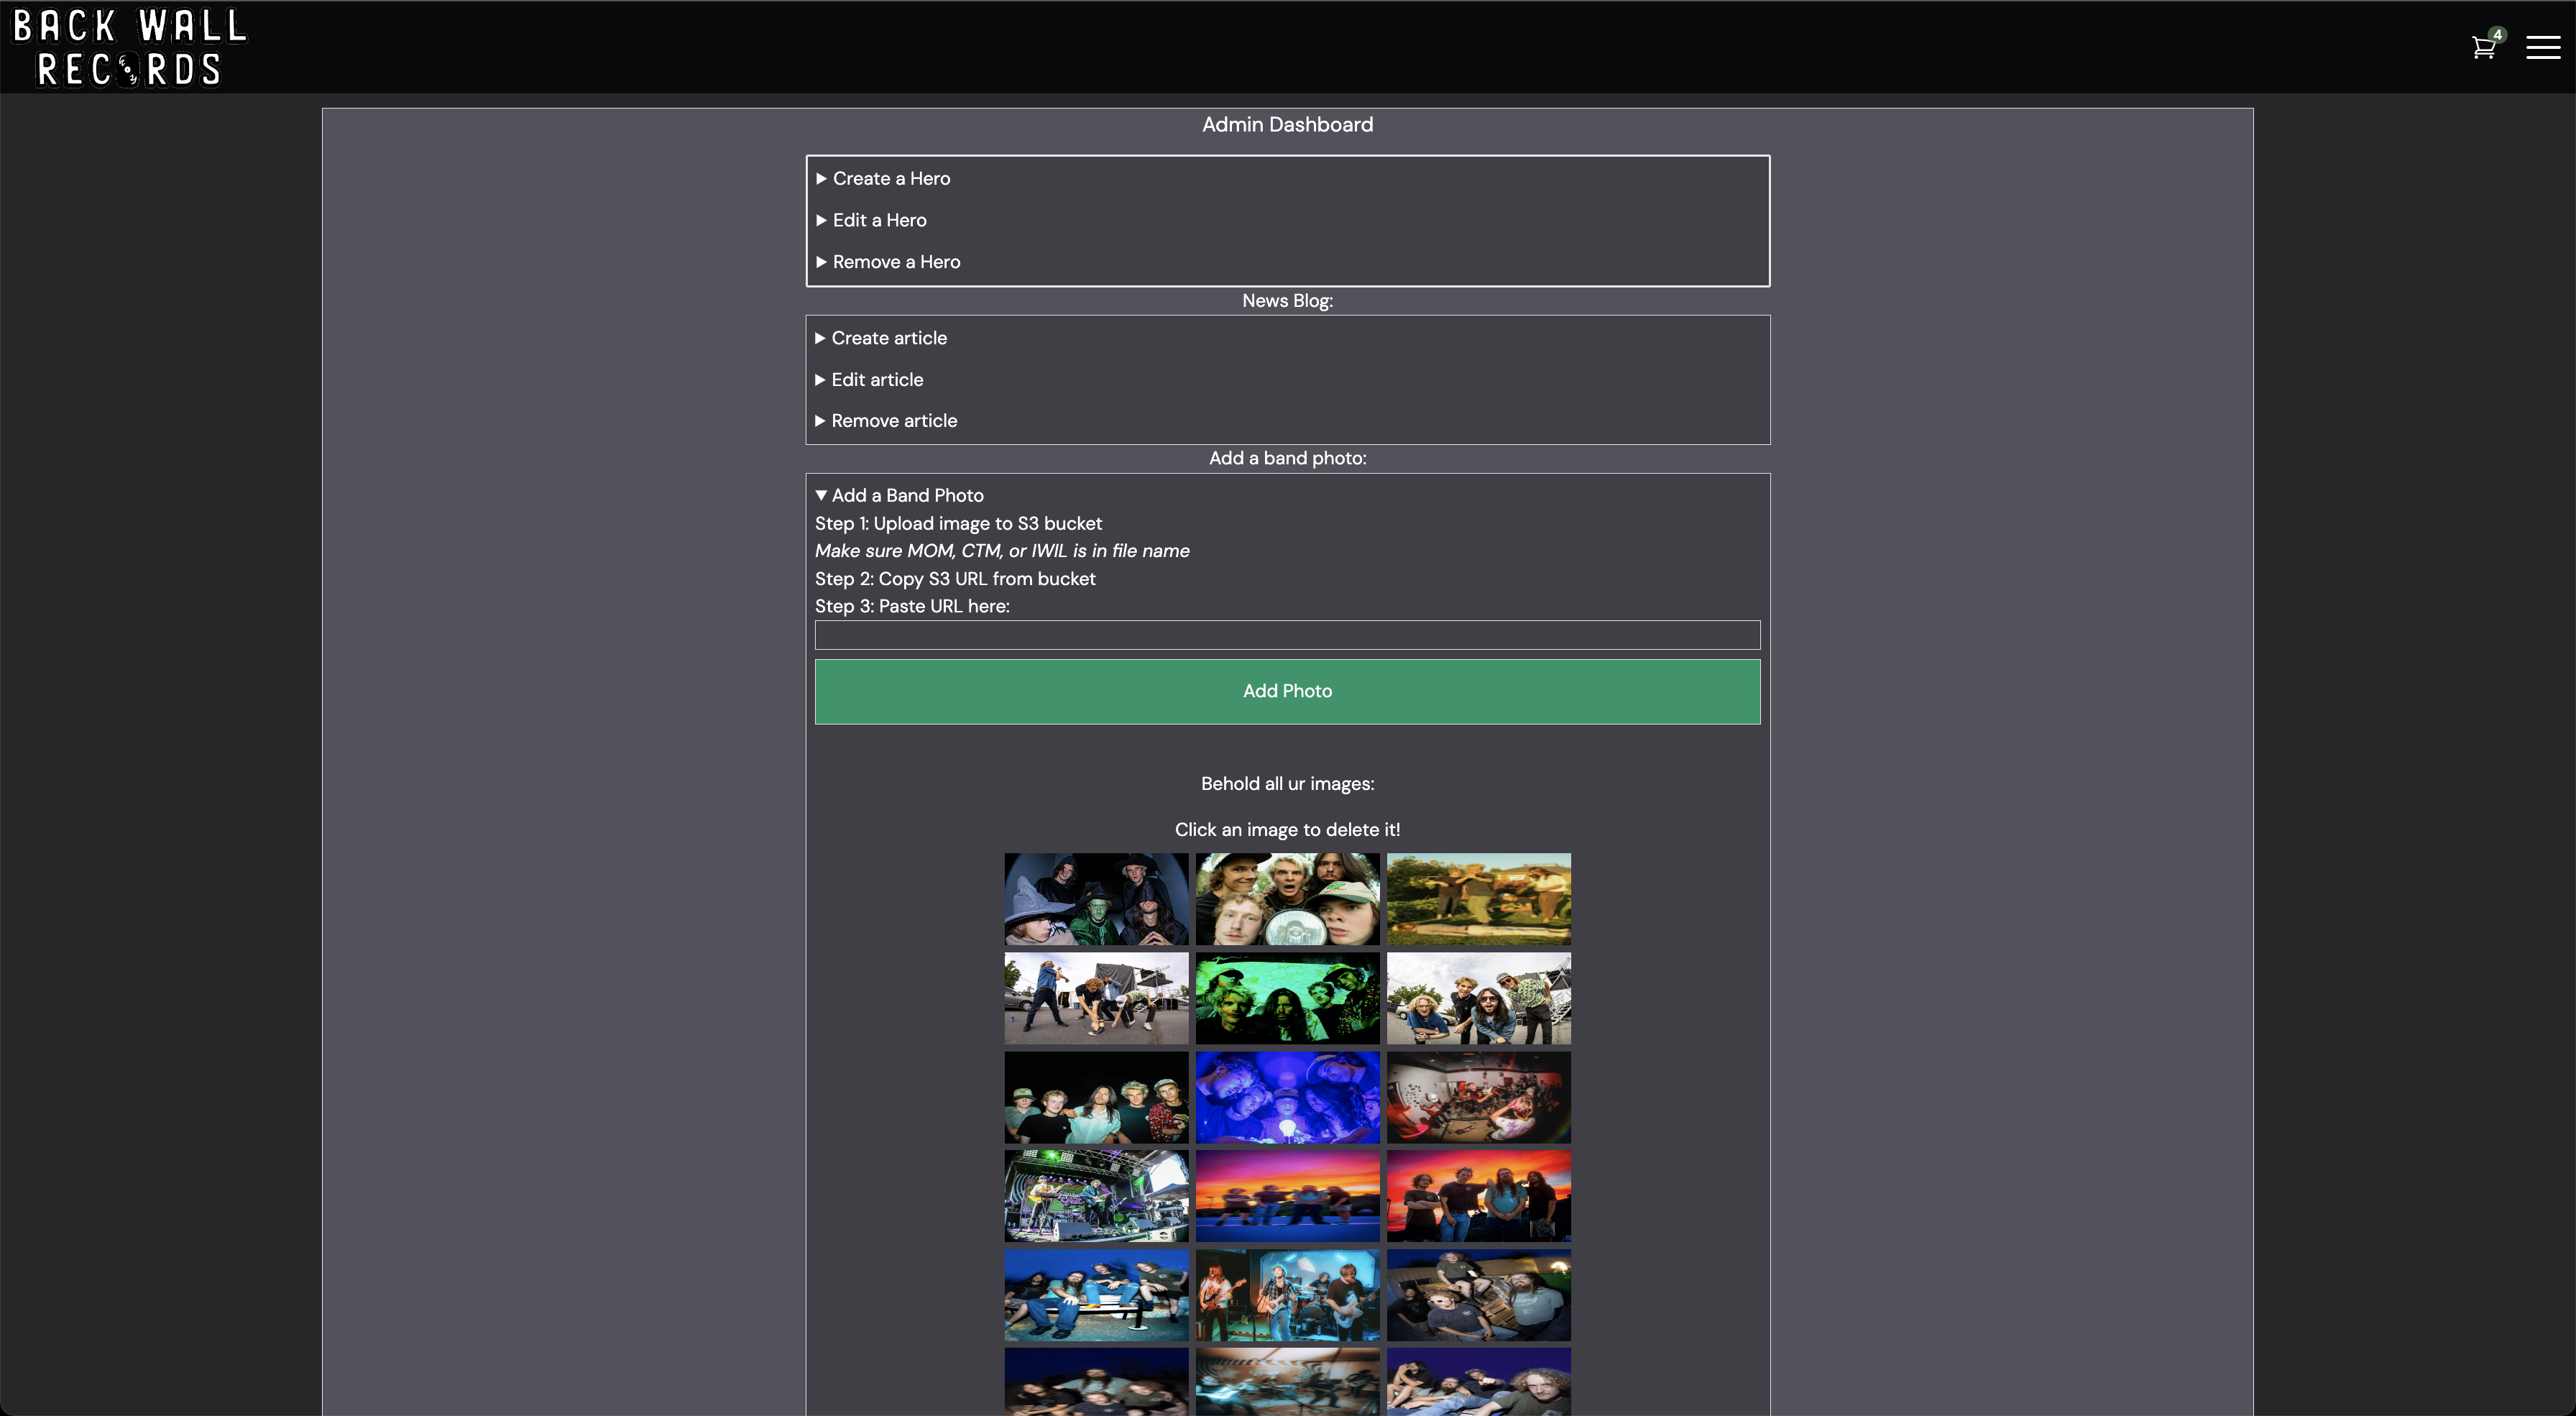 BACK WALL
RECORDS
4
Admin Dashboard
Create a Hero
Edit a Hero
Remove a Hero
News Blog:
Create article
Edit article
Remove article
Add a band photo:
Add a Band Photo
Step 1: Upload image to S3 bucket
Make sure MOM, CTM, or IWIL is in file name
Step 2: Copy S3 URL from bucket
Step 3: Paste URL here:
Add Photo
Behold all ur images:
Click an image to delete it!